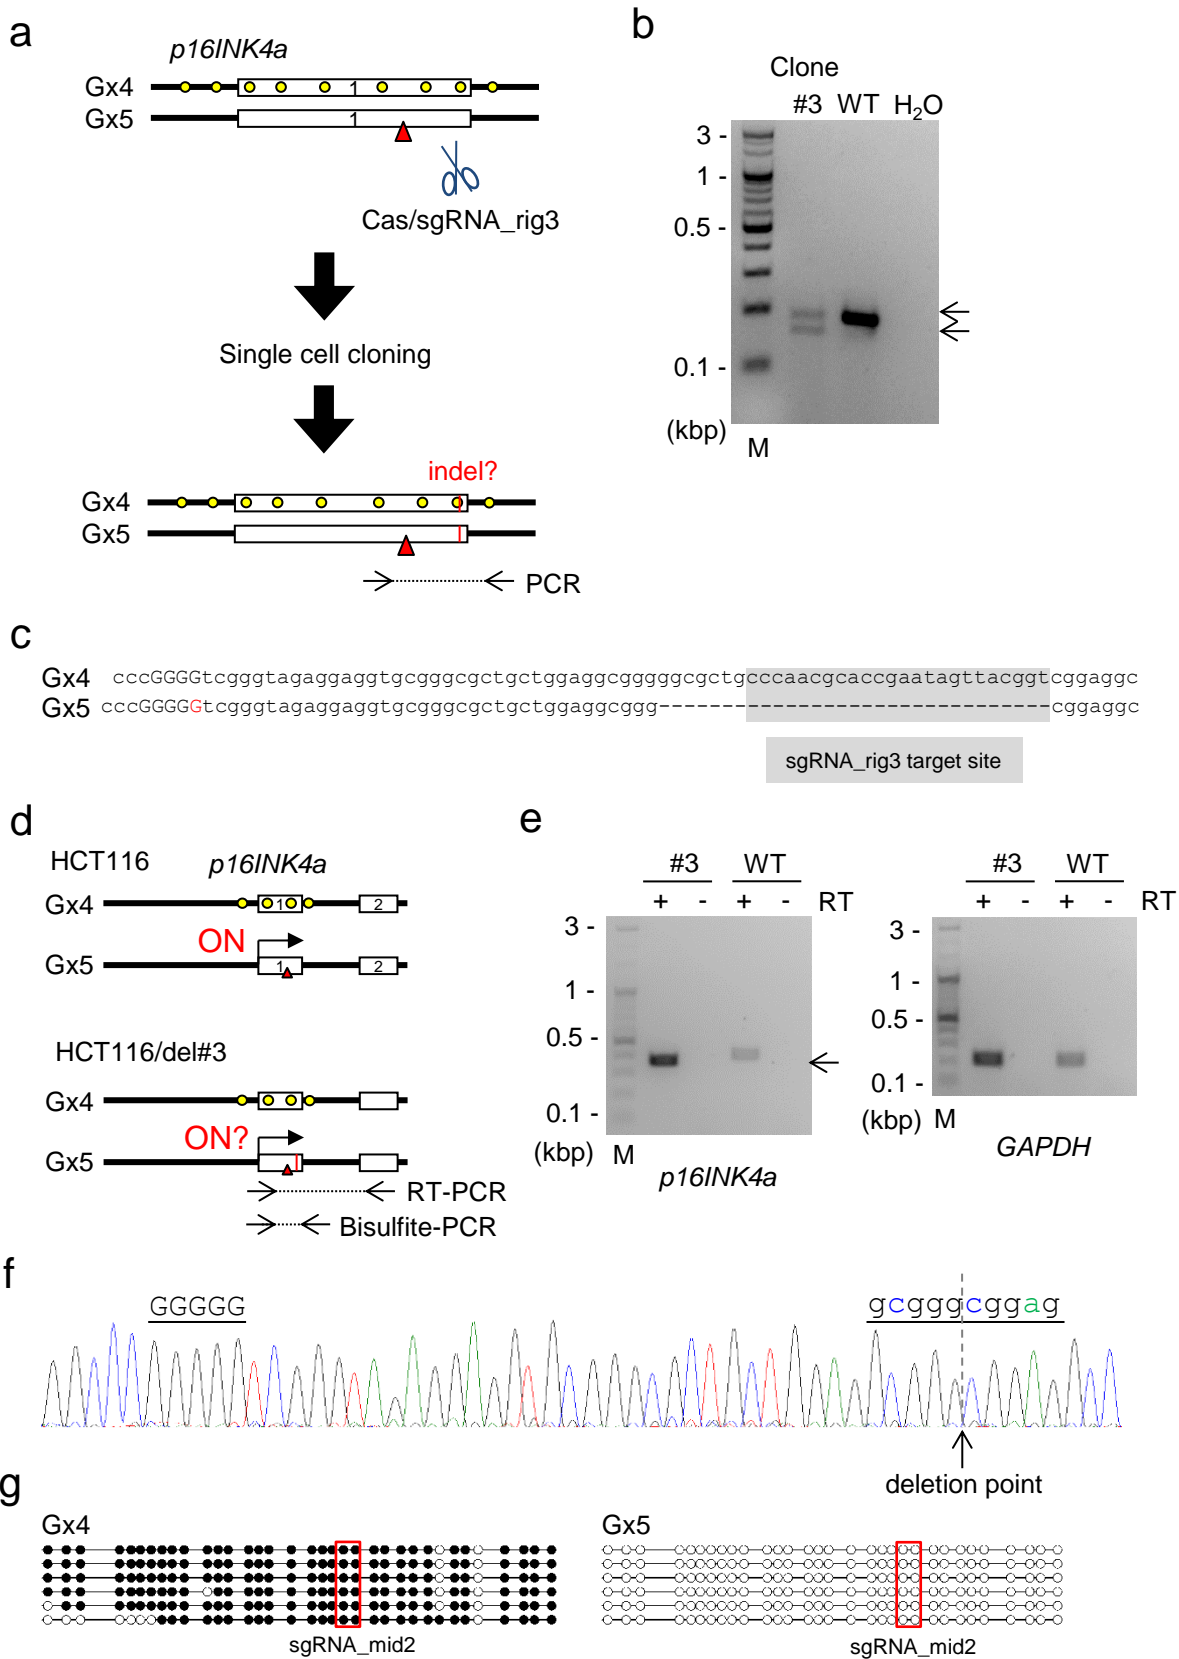 a
p16INK4a
Gx4
1
Gx5
1
Cas/sgRNA_rig3
Single cell cloning
indel?
Gx4
Gx5
PCR
b
Clone
#3 WT H2O
3 -
1 -
0.5 -
0.1 -
(kbp)
M
c
Gx4 cccGGGGtcgggtagaggaggtgcgggcgctgctggaggcgggggcgctgcccaacgcaccgaatagttacggtcggaggc
Gx5 cccGGGGGtcgggtagaggaggtgcgggcgctgctggaggcggg-------------------------------cggaggc
sgRNA_rig3 target site
d
HCT116 p16INK4a
Gx4 1 2
ON
Gx5 1 2
HCT116/del#3
Gx4
ON?
Gx5
RT-PCR
Bisulfite-PCR
e
#3 WT
+ - + - RT
3 -
1 -
0.5 -
0.1 -
(kbp) M
p16INK4a
#3 WT
+ - + - RT
3 -
1 -
0.5 -
0.1 -
(kbp) M
GAPDH
f
GGGGG
gcgggcggag
deletion point
g
Gx4
sgRNA_mid2
Gx5
sgRNA_mid2